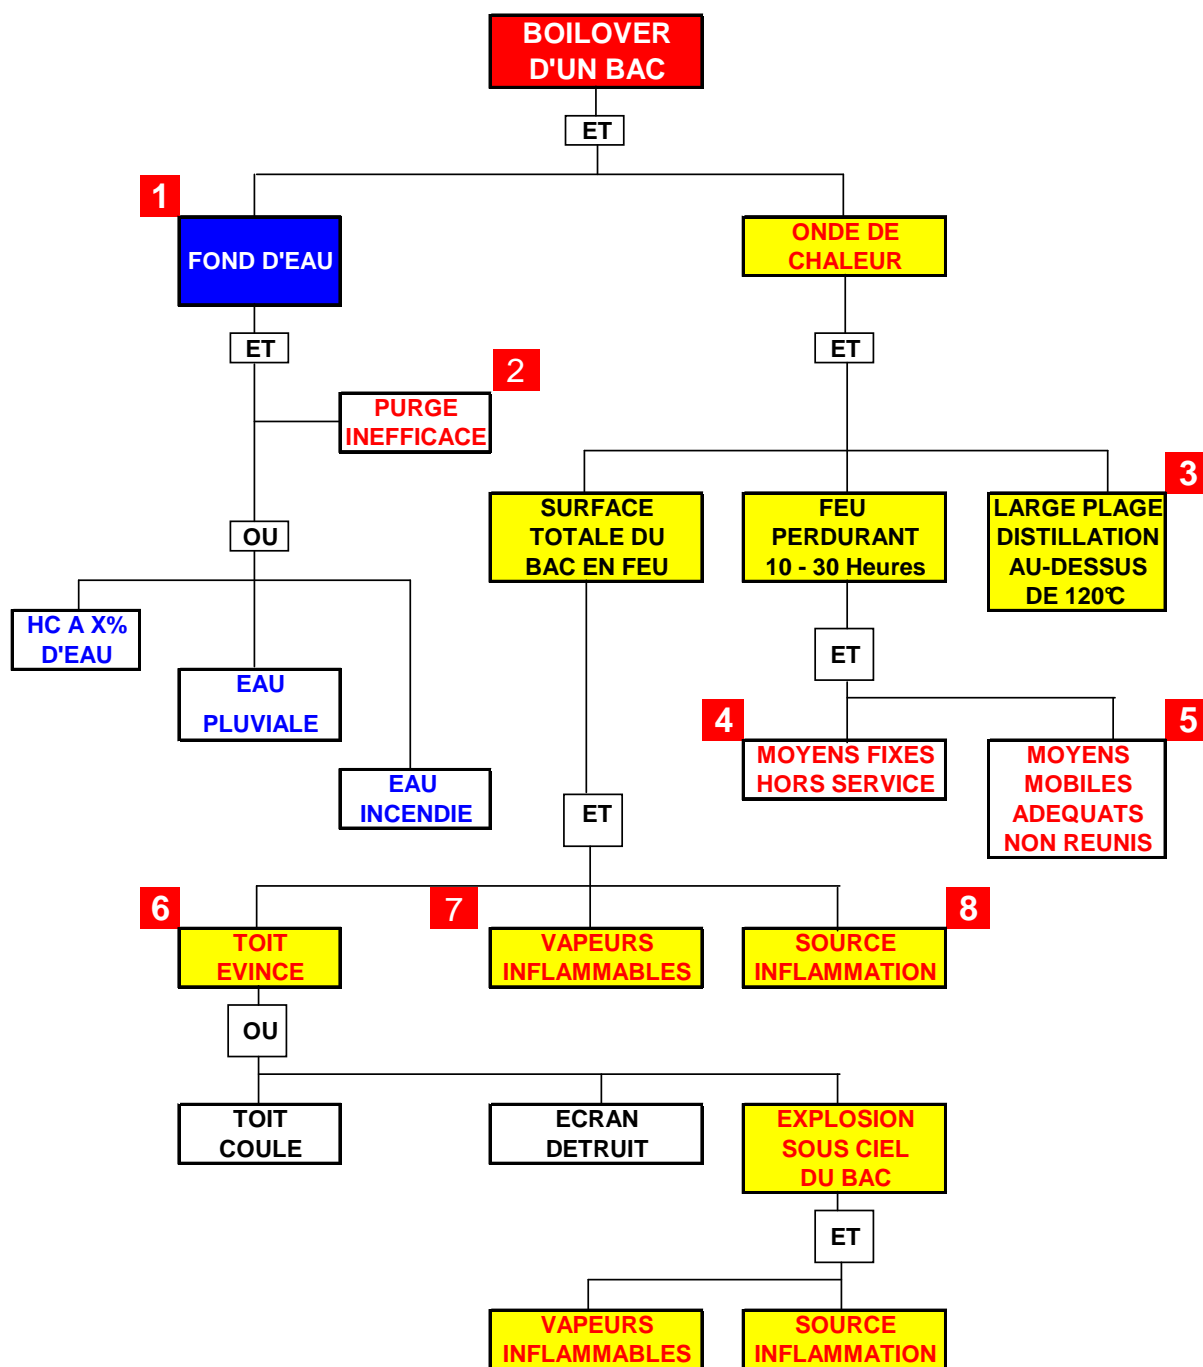 BOILOVER
D'UN BAC
ET
1
FOND D'EAU
ONDE DE
CHALEUR
ET
ET
2
PURGE
INEFFICACE
3
SURFACE
TOTALE DU
BAC EN FEU
FEU
PERDURANT
10 - 30 Heures
LARGE PLAGE
DISTILLATION
AU-DESSUS
DE 120°C
OU
HC A X%
D'EAU
EAU
PLUVIALE
EAU
INCENDIE
ET
4
MOYENS FIXES
HORS SERVICE
5
MOYENS
MOBILES
ADEQUATS
NON REUNIS
ET
6
TOIT
EVINCE
7
VAPEURS
INFLAMMABLES
8
SOURCE
INFLAMMATION
OU
TOIT
COULE
ECRAN
DETRUIT
EXPLOSION
SOUS CIEL
DU BAC
ET
VAPEURS
INFLAMMABLES
SOURCE
INFLAMMATION